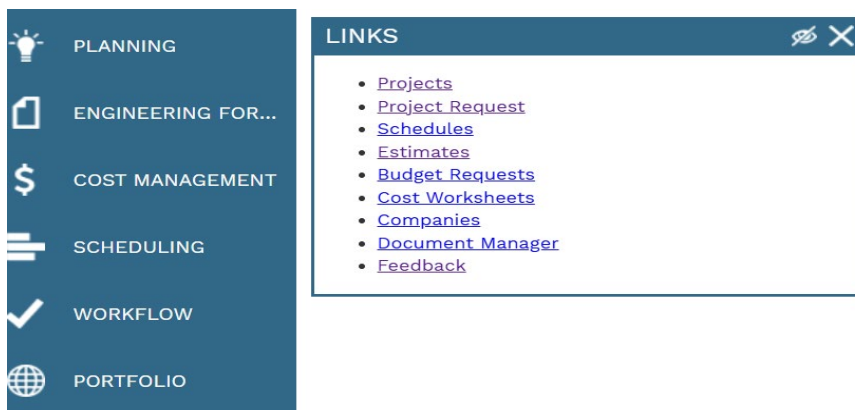 PLANNING
ENGINEERING FOR...
COST MANAGEMENT
SCHEDULING
WORKFLOW
PORTFOLIO
LINKS
Projects
Project Request
Schedules
Estimates
Budget Requests
Cost Worksheets
Companies
Document Manager
Feedback